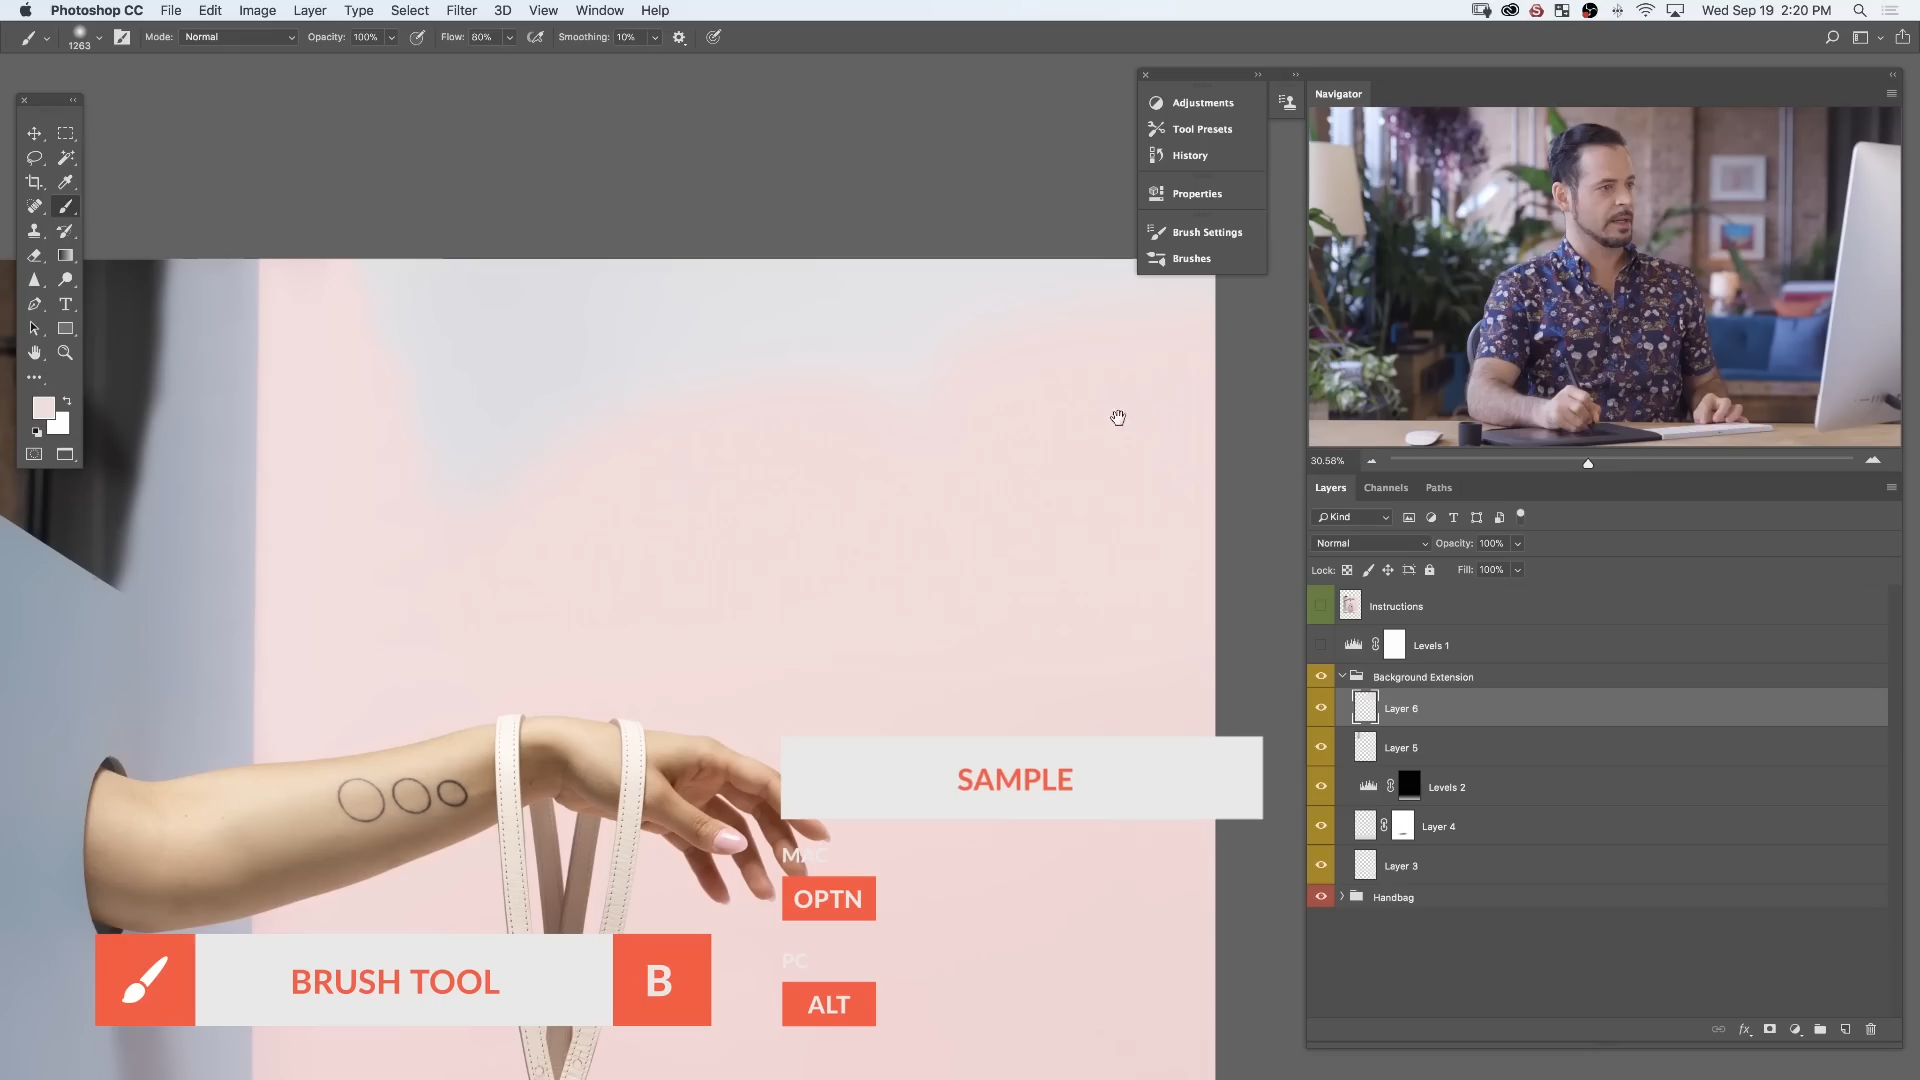 Photoshop CC File Edit Image Layer Type Select Filter 3D View Window Help
Wed Sep 19 2:20 PM
1263
Mode: Normal
Opacity: 100%
Flow: 80%
Smoothing: 10%
Adjustments
Tool Presets
History
Properties
Brush Settings
Brushes
Navigator
30.58%
Layers Channels Paths
Kind
Normal
Opacity: 100%
Lock:
Fill: 100%
Instructions
Levels 1
Background Extension
Layer 6
Layer 5
Levels 2
Layer 4
Layer 3
Handbag
fx
SAMPLE
MAC
OPTN
PC
ALT
BRUSH TOOL
B